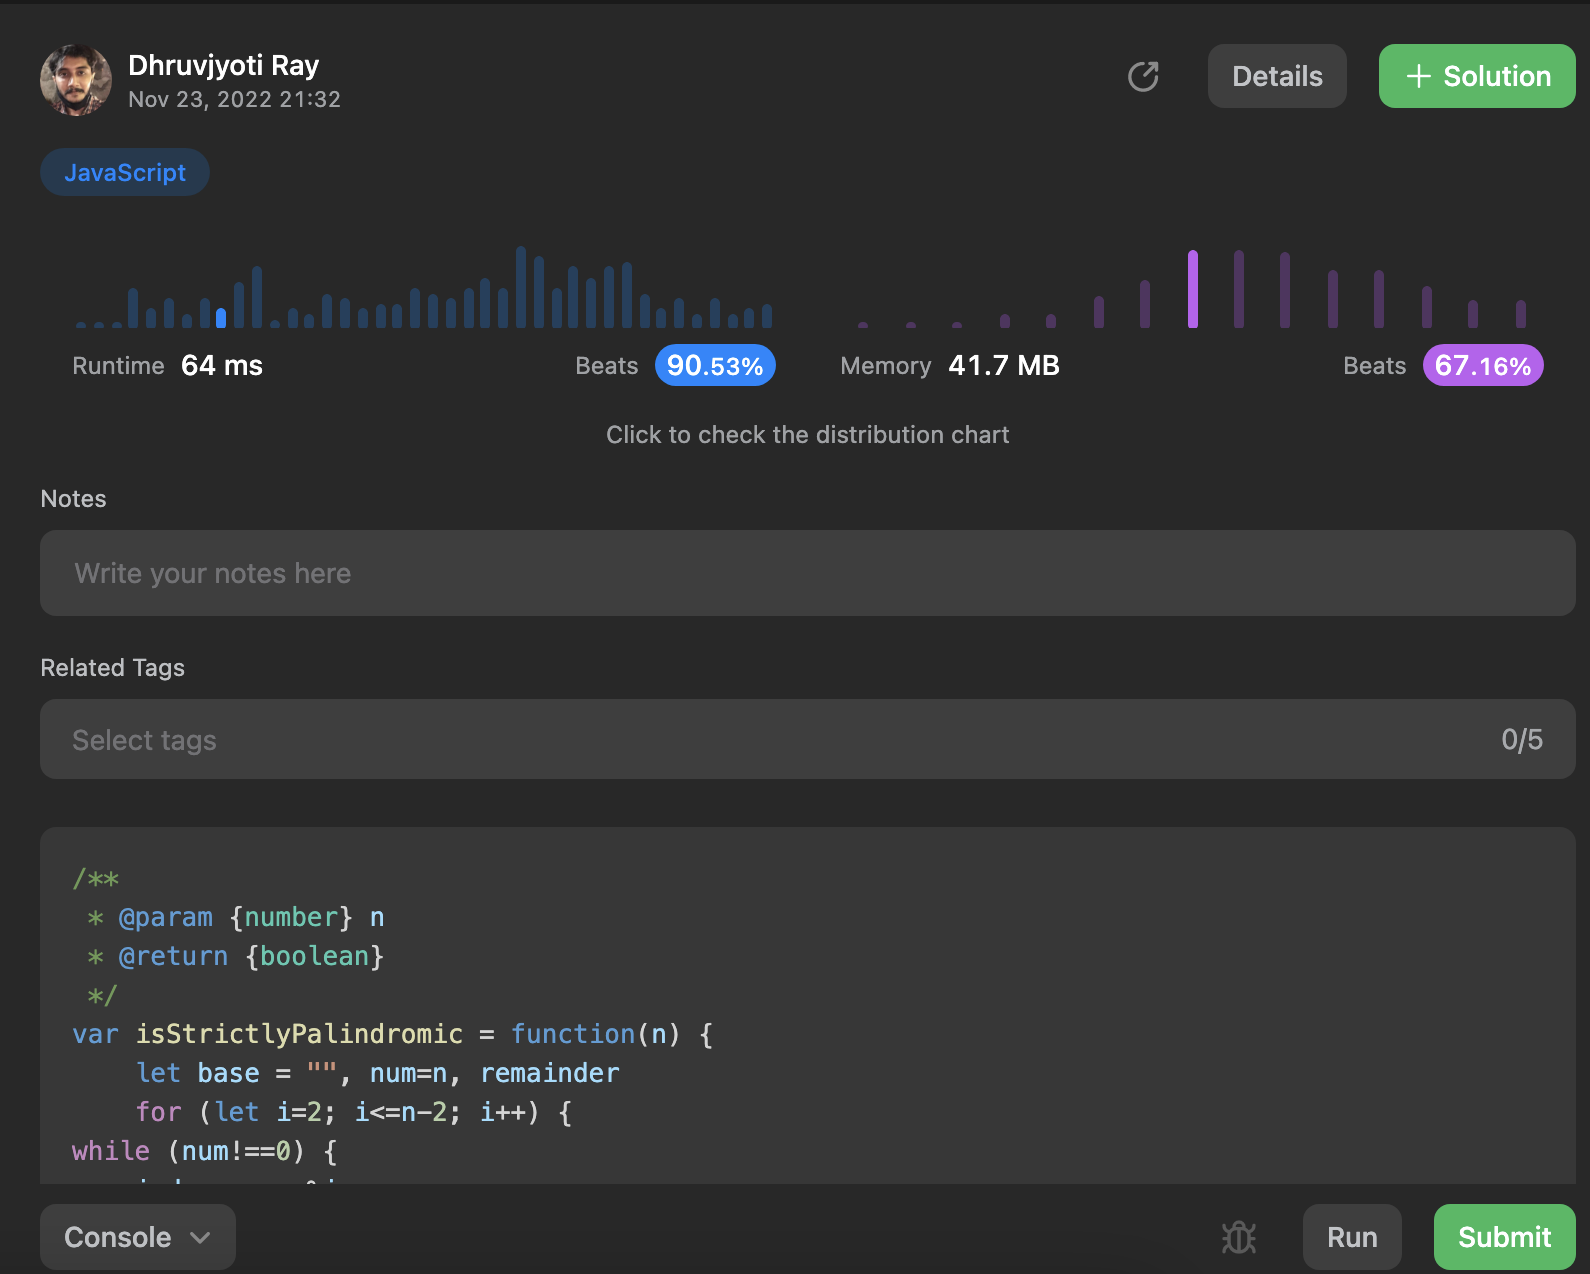 Dhruvjyoti Ray
Nov 23, 2022 21:32
Details
+ Solution
JavaScript
Runtime 64 ms
Beats 90.53%
Memory 41.7 MB
Beats 67.16%
Click to check the distribution chart
Notes
Write your notes here
Related Tags
Select tags
0/5
/**
 * @param {number} n
 * @return {boolean}
 */
var isStrictlyPalindromic = function(n) {
    let base = "", num=n, remainder
    for (let i=2; i<=n-2; i++) {
while (num!==0) {
Console
Run
Submit